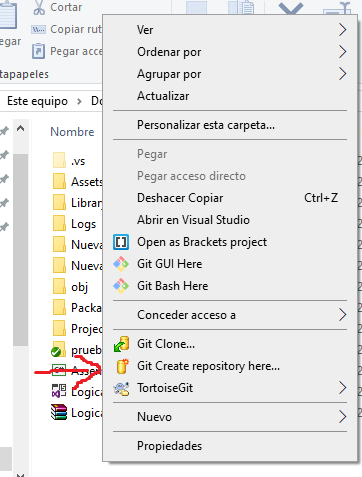 Cortar
Copiar rut
Pegar acce
egar
tapapeles
Este equipo > Do
Nombre
.vs
Assets
Library
Logs
Nueva
Nueva
obj
Packa
Projec
prueb
Assem
Logica
Logica
Ver
Ordenar por
Agrupar por
Actualizar
Personalizar esta carpeta...
Pegar
Pegar acceso directo
Deshacer Copiar Ctrl+Z
Abrir en Visual Studio
Open as Brackets project
Git GUI Here
Git Bash Here
Conceder acceso a
Git Clone...
Git Create repository here...
TortoiseGit
Nuevo
Propiedades